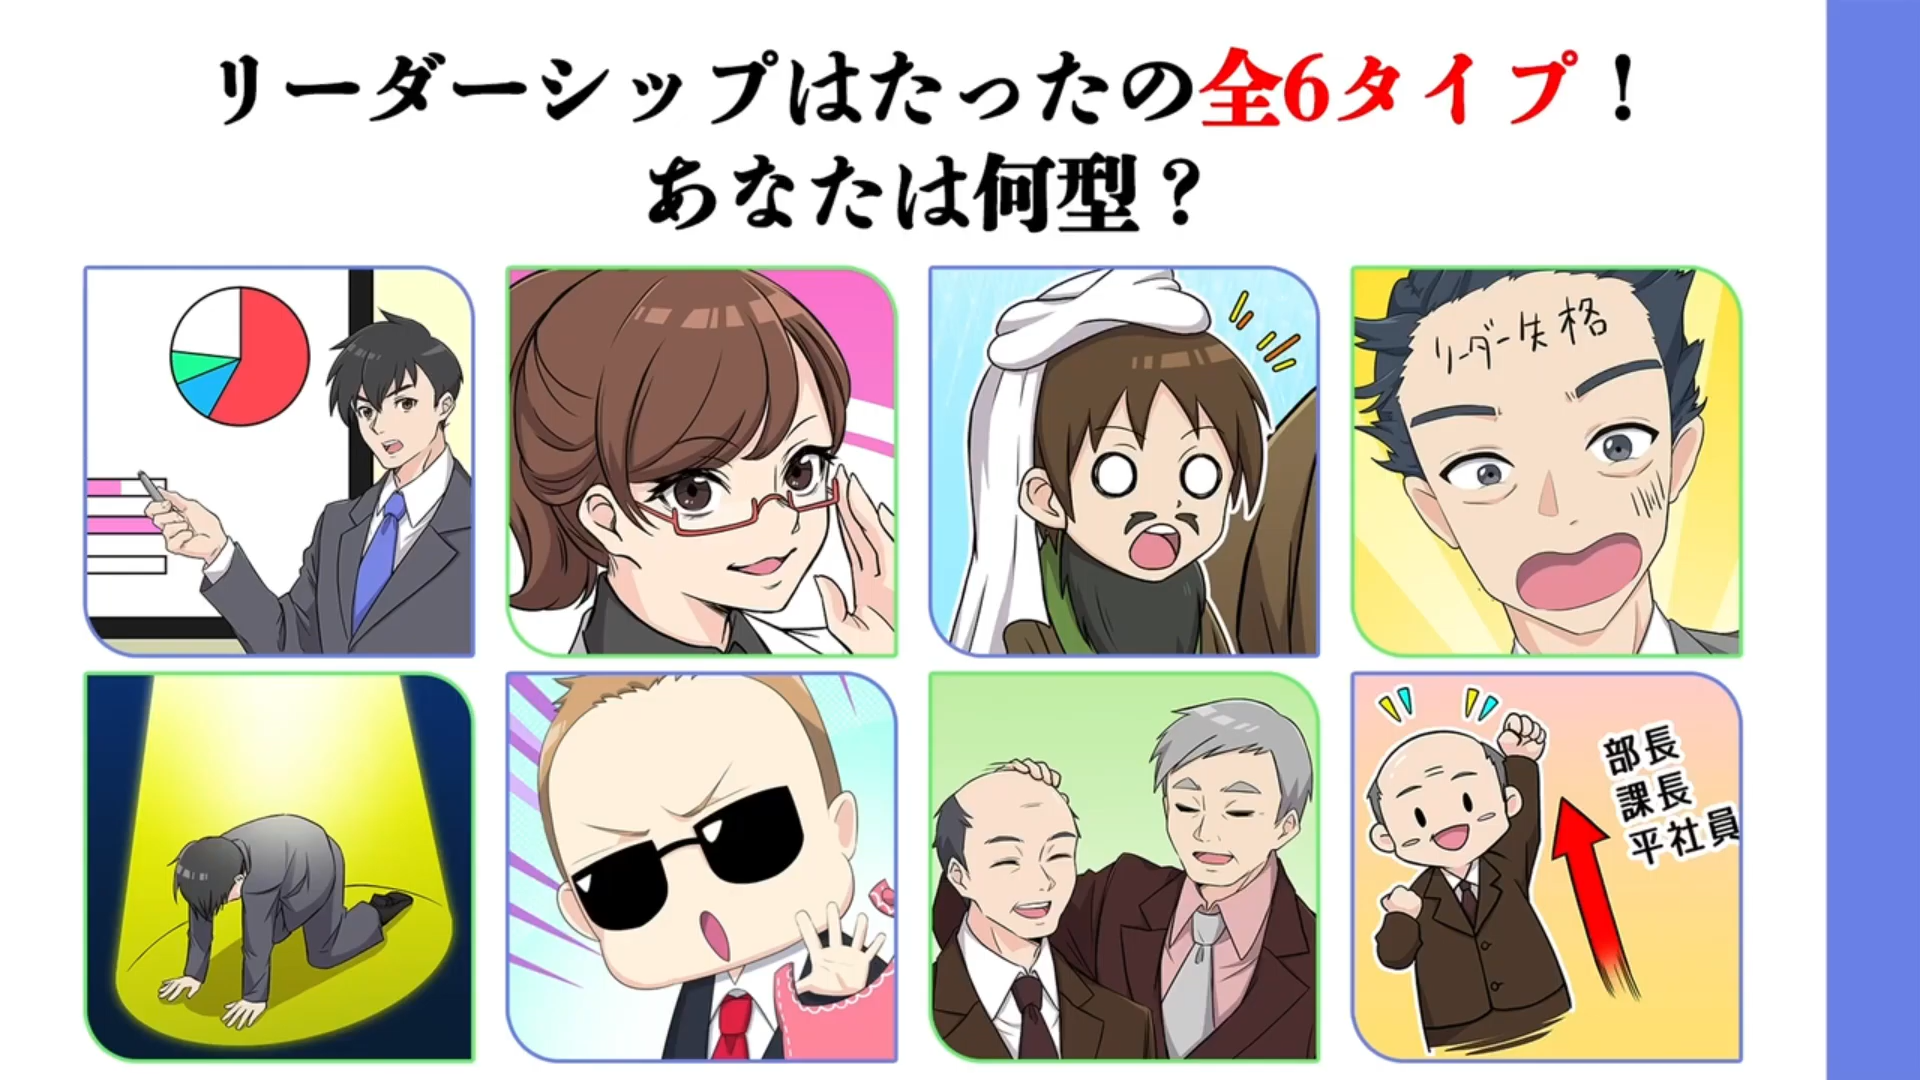 リーダーシップはたったの全6タイプ！
あなたは何型？
リーダー失格
部長
課長
平社員